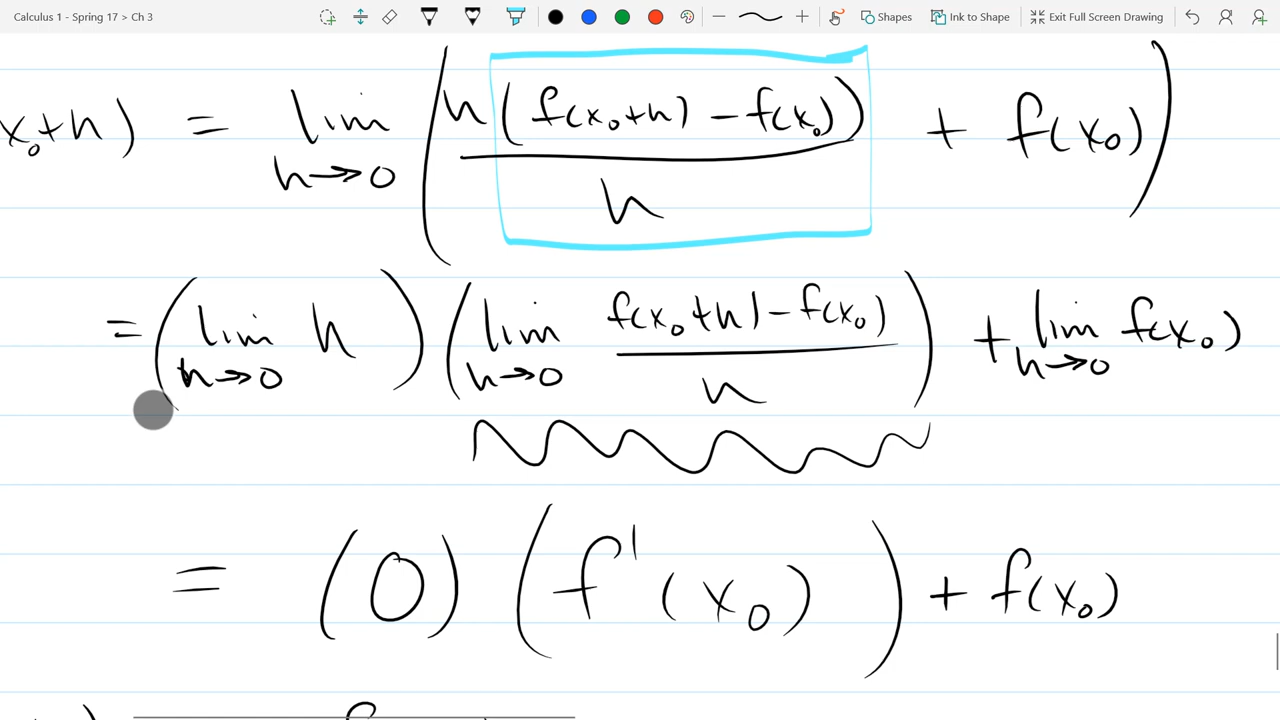 Calculus 1 - Spring 17 > Ch 3
Shapes
Ink to Shape
Exit Full Screen Drawing
x₀+h) = lim h→0 ( h(f(x₀+h) - f(x₀)) / h + f(x₀) )
= (lim h→0 h) (lim h→0 f(x₀+h) - f(x₀) / h) + lim h→0 f(x₀)
= (0) (f'(x₀)) + f(x₀)